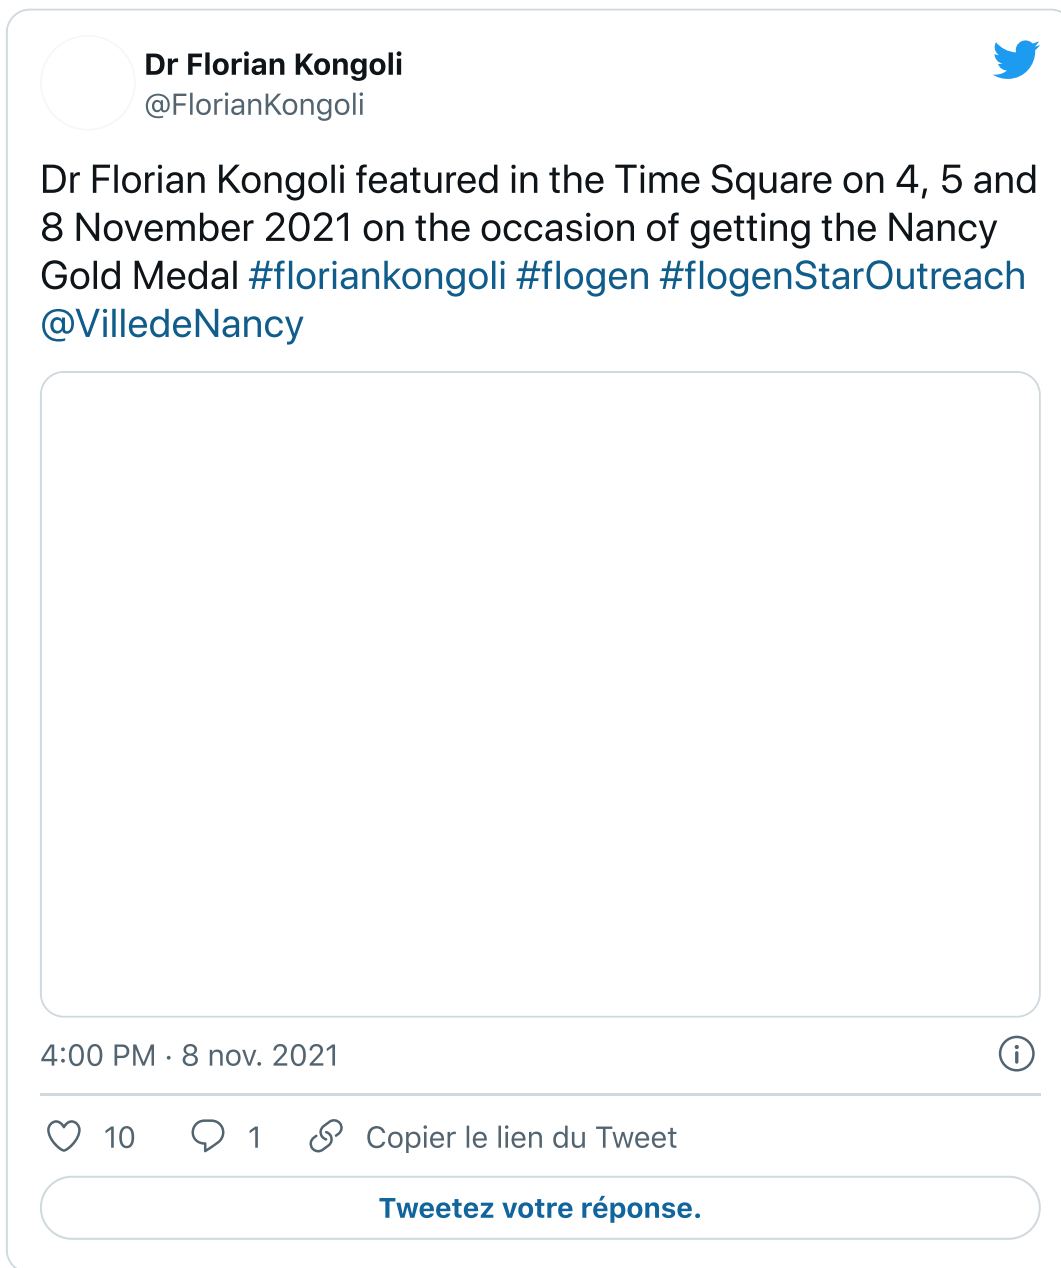 Dr Florian Kongoli
@FlorianKongoli
Dr Florian Kongoli featured in the Time Square on 4, 5 and
8 November 2021 on the occasion of getting the Nancy
Gold Medal #floriankongoli #flogen #flogenStarOutreach
@VilledeNancy
4:00 PM · 8 nov. 2021
10 1 Copier le lien du Tweet
Tweetez votre réponse.